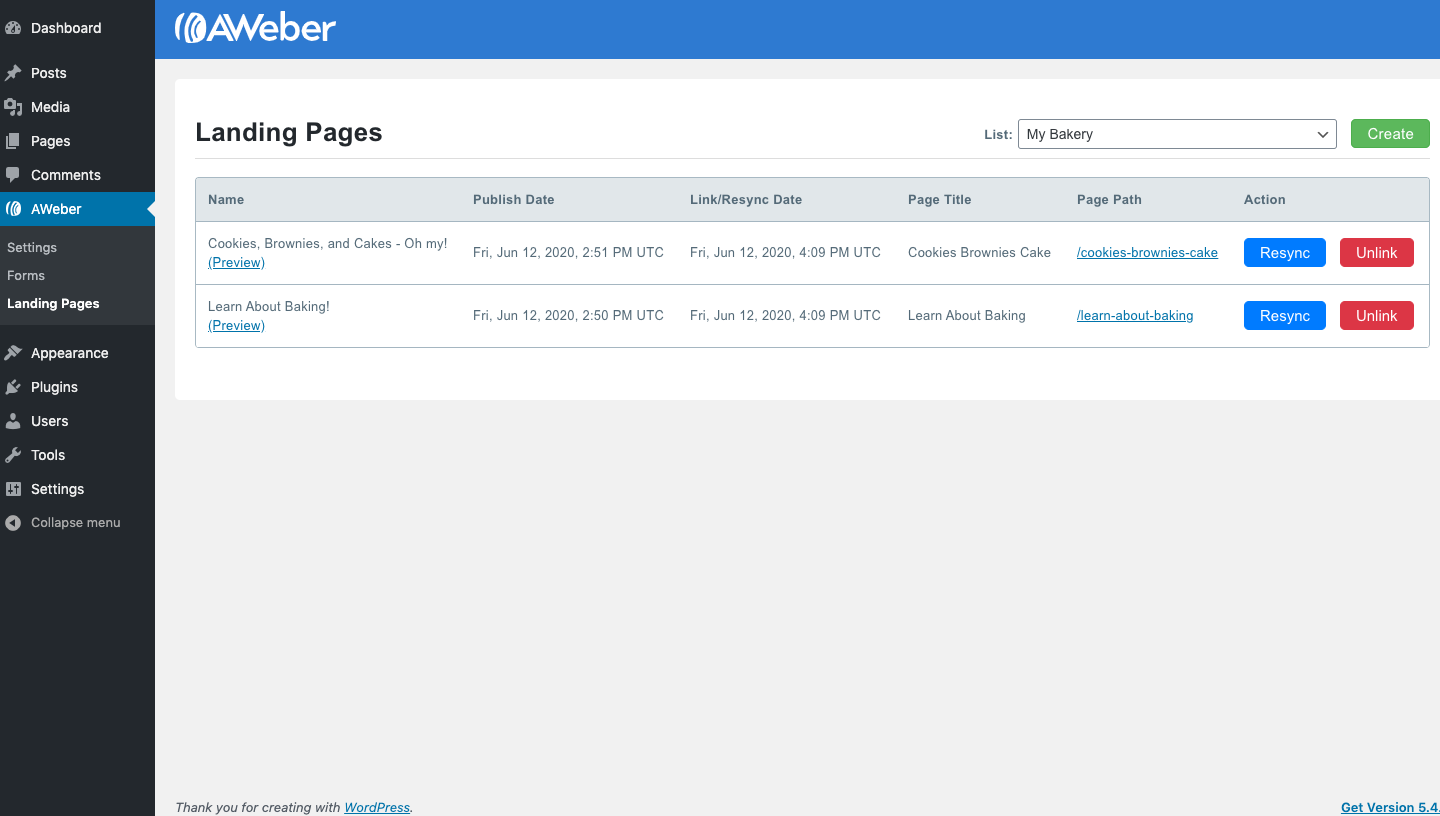 Dashboard
Posts
Media
Pages
Comments
AWeber
Settings
Forms
Landing Pages
Appearance
Plugins
Users
Tools
Settings
Collapse menu
AWeber
Landing Pages
List: My Bakery Create
Name Publish Date Link/Resync Date Page Title Page Path Action
Cookies, Brownies, and Cakes - Oh my!
(Preview)
Fri, Jun 12, 2020, 2:51 PM UTC Fri, Jun 12, 2020, 4:09 PM UTC Cookies Brownies Cake /cookies-brownies-cake Resync Unlink
Learn About Baking!
(Preview)
Fri, Jun 12, 2020, 2:50 PM UTC Fri, Jun 12, 2020, 4:09 PM UTC Learn About Baking /learn-about-baking Resync Unlink
Thank you for creating with WordPress.
Get Version 5.4.